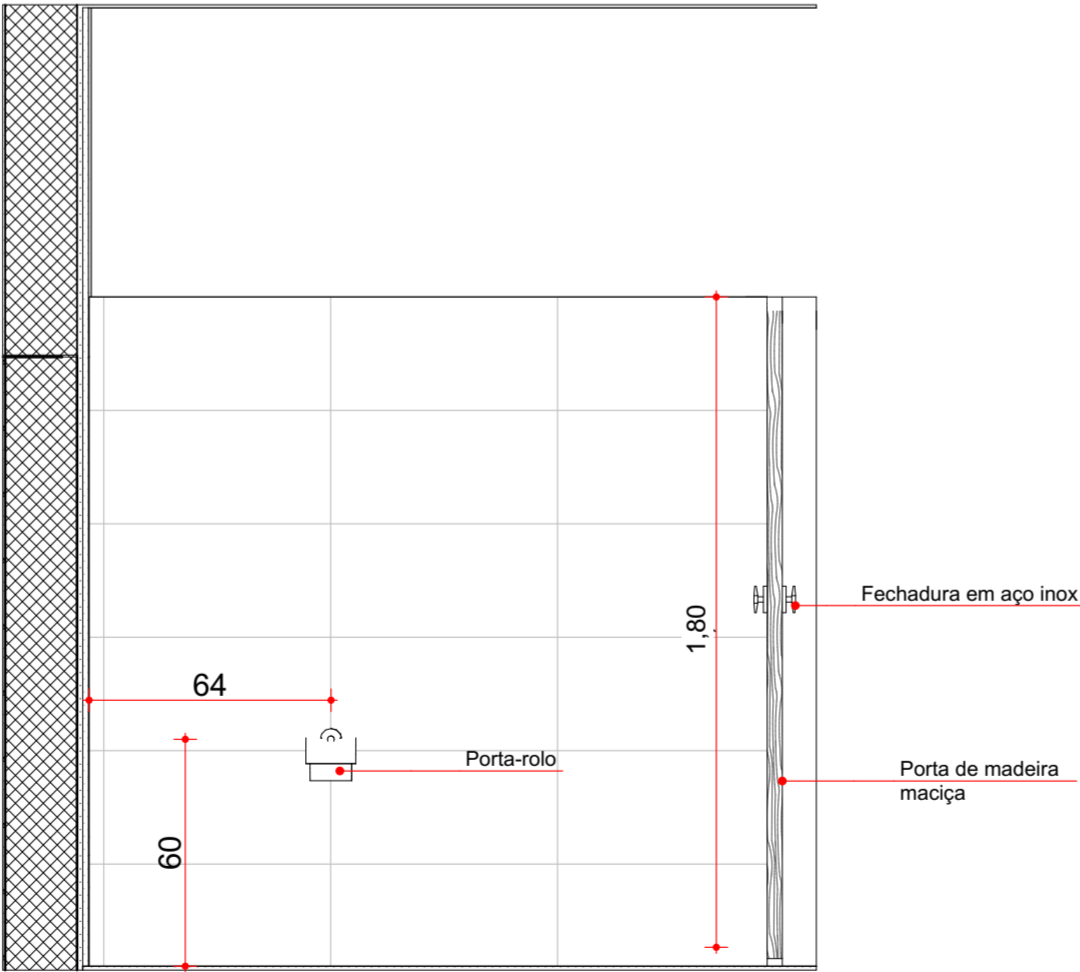 Fechadura em aço inox
1,80
64
Porta-rolo
Porta de madeira
maciça
60